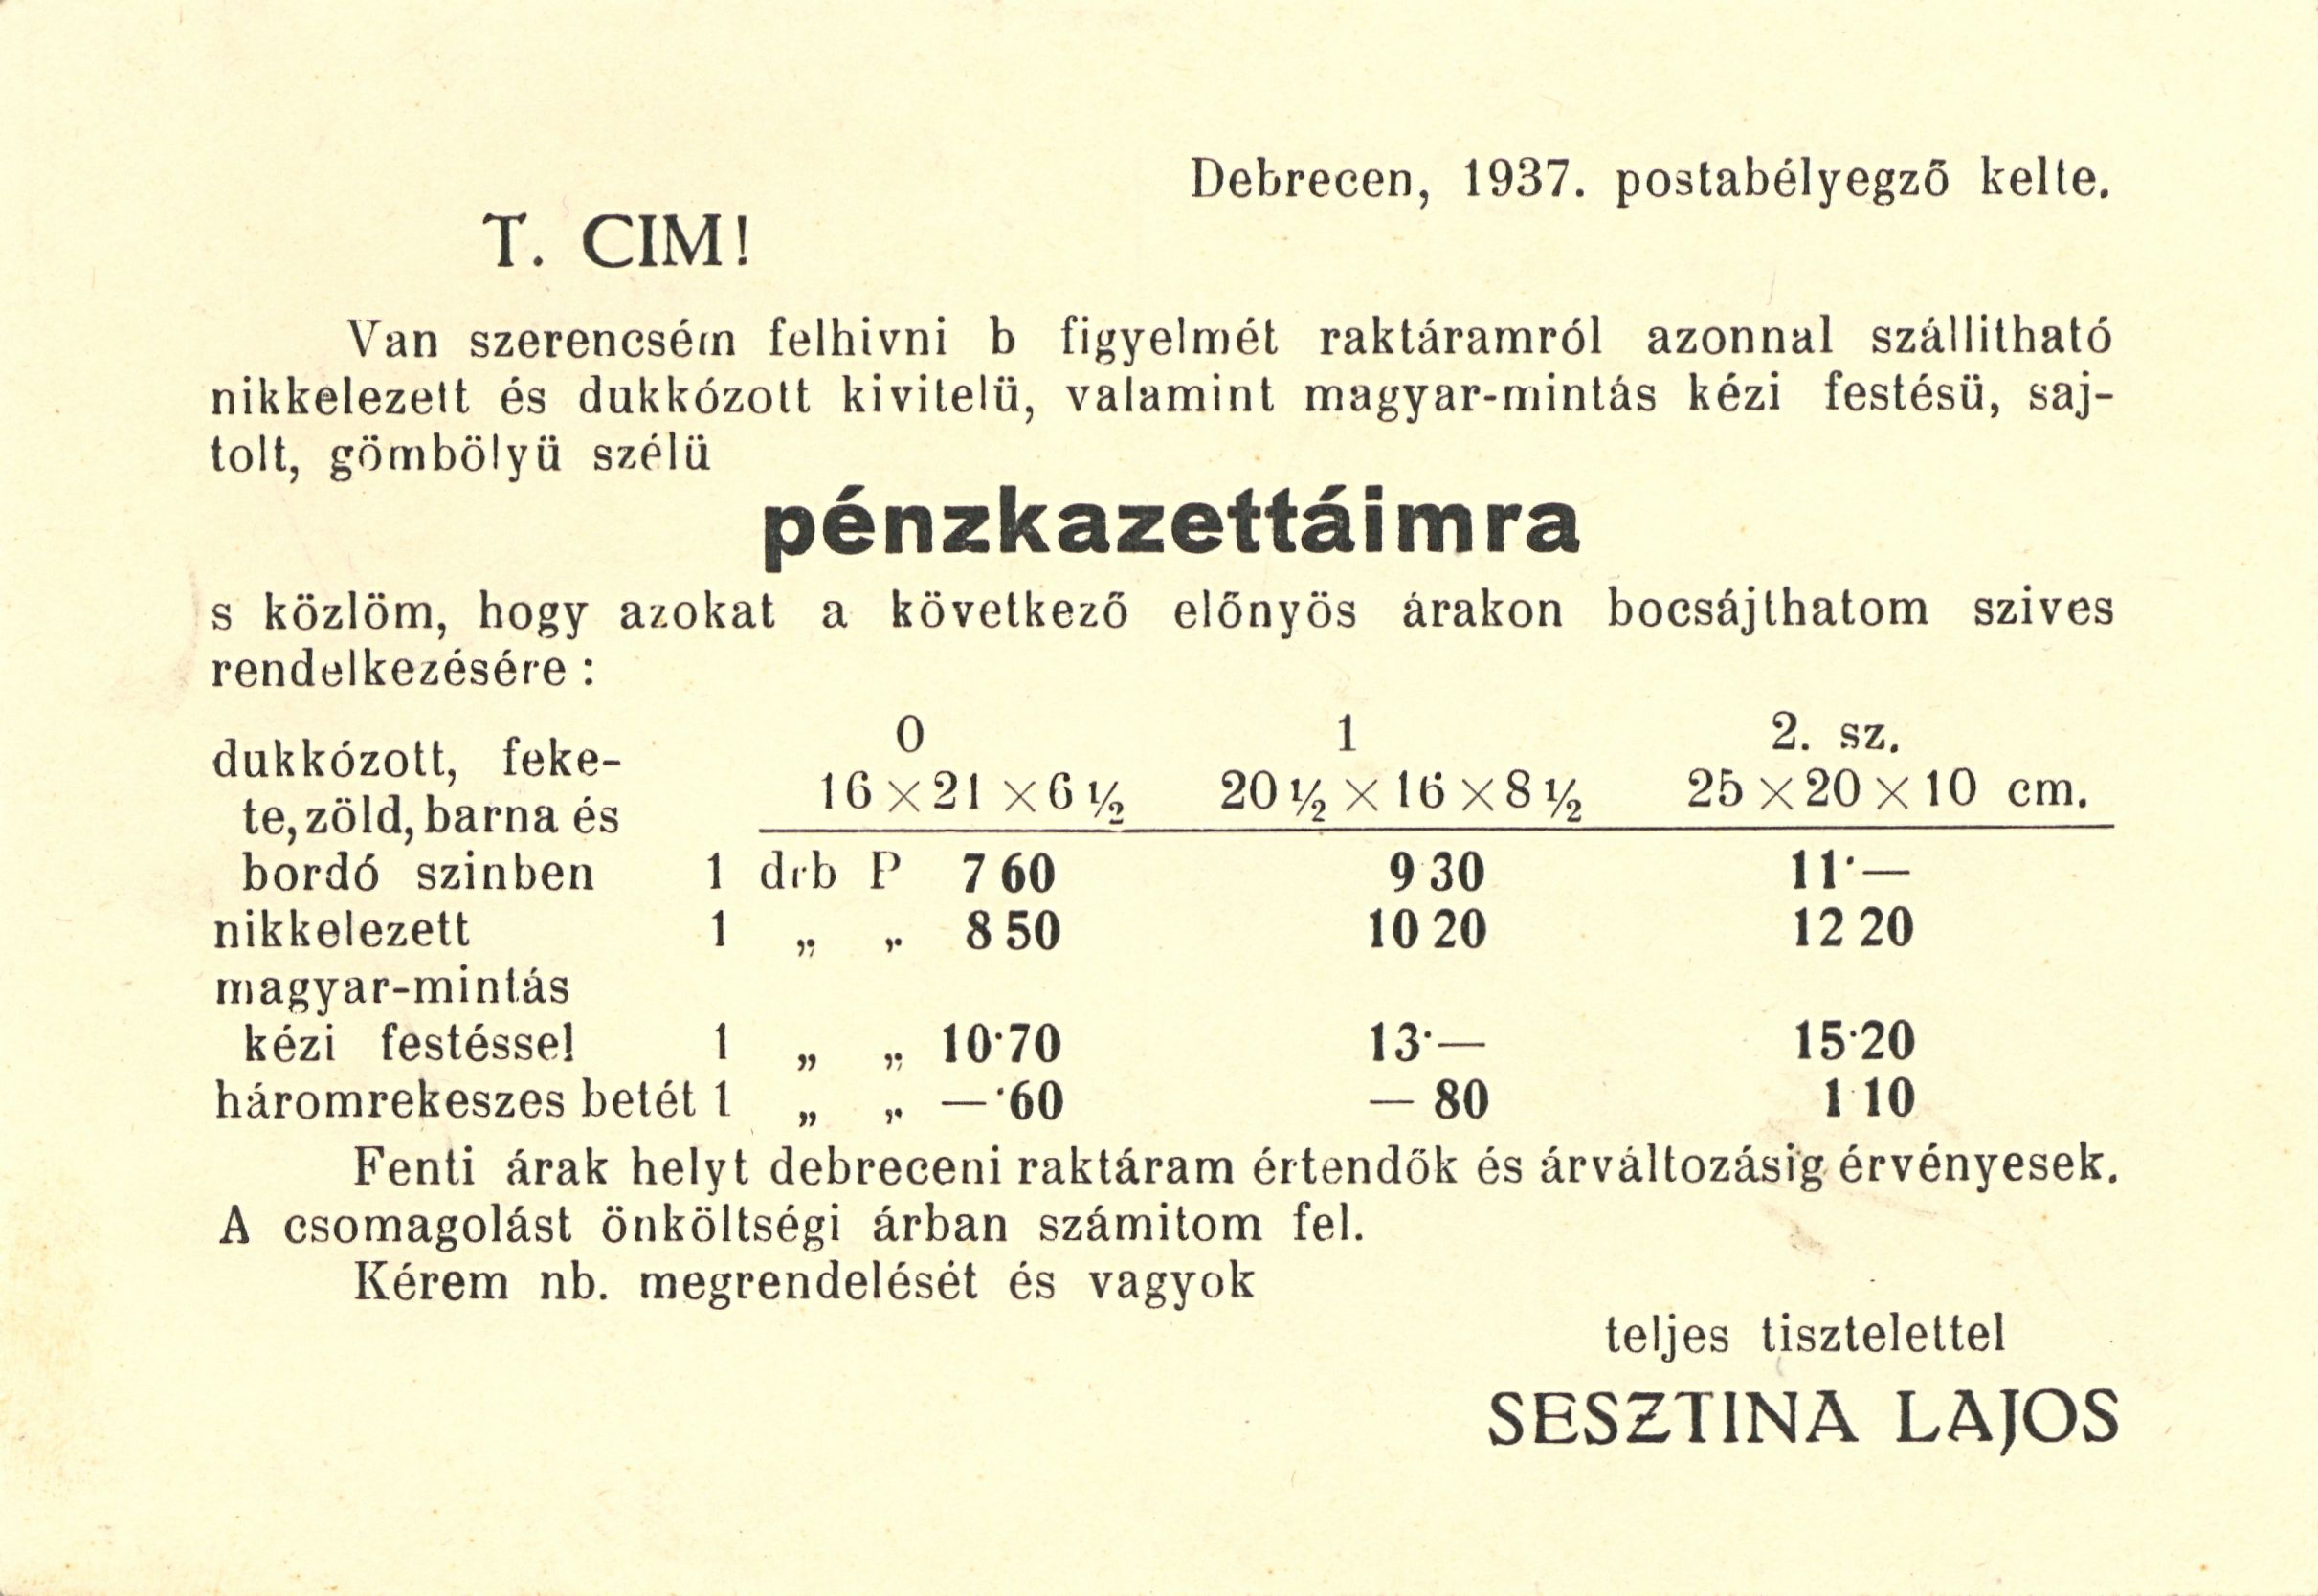 Debrecen, 1937. postabélyegző kelte.
T. CIM!
Van szerencsém felhivni b figyelmét raktáramról azonnal szállitható
nikkelezett és dukkózott kivitelü, valamint magyar-mintás kézi festésü, saj-
tolt, gömbölyü szélü
pénzkazettáimra
s közlöm, hogy azokat a következő előnyös árakon bocsájthatom szives
rendelkezésére :
0 1 2. sz.
dukkózott, feke-
16×21×6½ 20½×16×8½ 25×20×10 cm.
te, zöld, barna és
bordó szinben 1 drb P 7 60 9 30 11·—
nikkelezett 1 „ „ 8 50 10 20 12 20
magyar-mintás
kézi festéssel 1 „ „ 10·70 13·— 15·20
háromrekeszes betét 1 „ „ —·60 — 80 1 10
Fenti árak helyt debreceni raktáram értendők és árváltozásig érvényesek.
A csomagolást önköltségi árban számitom fel.
Kérem nb. megrendelését és vagyok
teljes tisztelettel
SESZTINA LAJOS